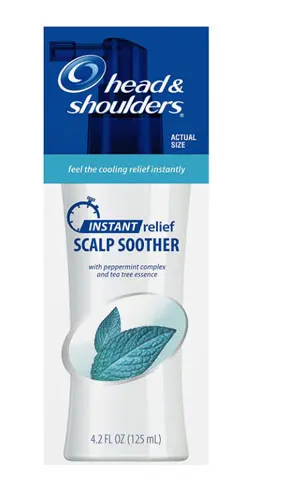 head &
shoulders®
ACTUAL
SIZE
feel the cooling relief instantly
INSTANT relief
SCALP SOOTHER
with peppermint complex
and tea tree essence
4.2 FL OZ (125 mL)